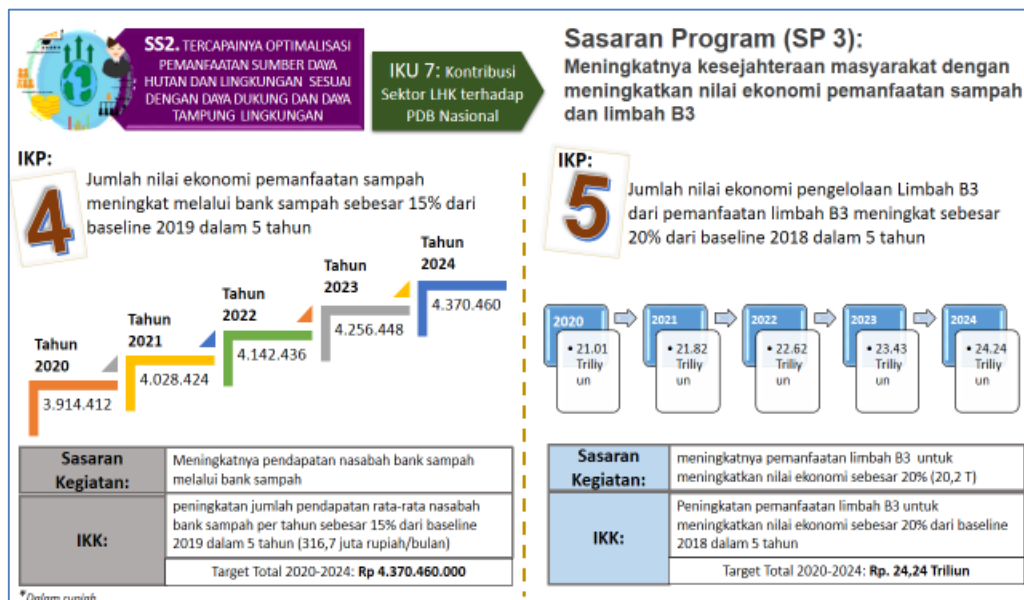 SS2. TERCAPAINYA OPTIMALISASI
PEMANFAATAN SUMBER DAYA
HUTAN DAN LINGKUNGAN SESUAI
DENGAN DAYA DUKUNG DAN DAYA
TAMPUNG LINGKUNGAN
IKU 7: Kontribusi
Sektor LHK terhadap
PDB Nasional
Sasaran Program (SP 3):
Meningkatnya kesejahteraan masyarakat dengan
meningkatkan nilai ekonomi pemanfaatan sampah
dan limbah B3
IKP:
4
Jumlah nilai ekonomi pemanfaatan sampah
meningkat melalui bank sampah sebesar 15% dari
baseline 2019 dalam 5 tahun
Tahun
2020
3.914.412
Tahun
2021
4.028.424
Tahun
2022
4.142.436
Tahun
2023
4.256.448
Tahun
2024
4.370.460
Sasaran
Kegiatan:
Meningkatnya pendapatan nasabah bank sampah
melalui bank sampah
IKK:
peningkatan jumlah pendapatan rata-rata nasabah
bank sampah per tahun sebesar 15% dari baseline
2019 dalam 5 tahun (316,7 juta rupiah/bulan)
Target Total 2020-2024: Rp 4.370.460.000
*Dalam rupiah
IKP:
5
Jumlah nilai ekonomi pengelolaan Limbah B3
dari pemanfaatan limbah B3 meningkat sebesar
20% dari baseline 2018 dalam 5 tahun
2020
• 21.01
Triliy
un
2021
• 21.82
Triliy
un
2022
• 22.62
Triliy
un
2023
• 23.43
Triliy
un
2024
• 24.24
Triliy
un
Sasaran
Kegiatan:
meningkatnya pemanfaatan limbah B3 untuk
meningkatkan nilai ekonomi sebesar 20% (20,2 T)
IKK:
Peningkatan pemanfaatan limbah B3 untuk
meningkatkan nilai ekonomi sebesar 20% dari baseline
2018 dalam 5 tahun
Target Total 2020-2024: Rp. 24,24 Triliun